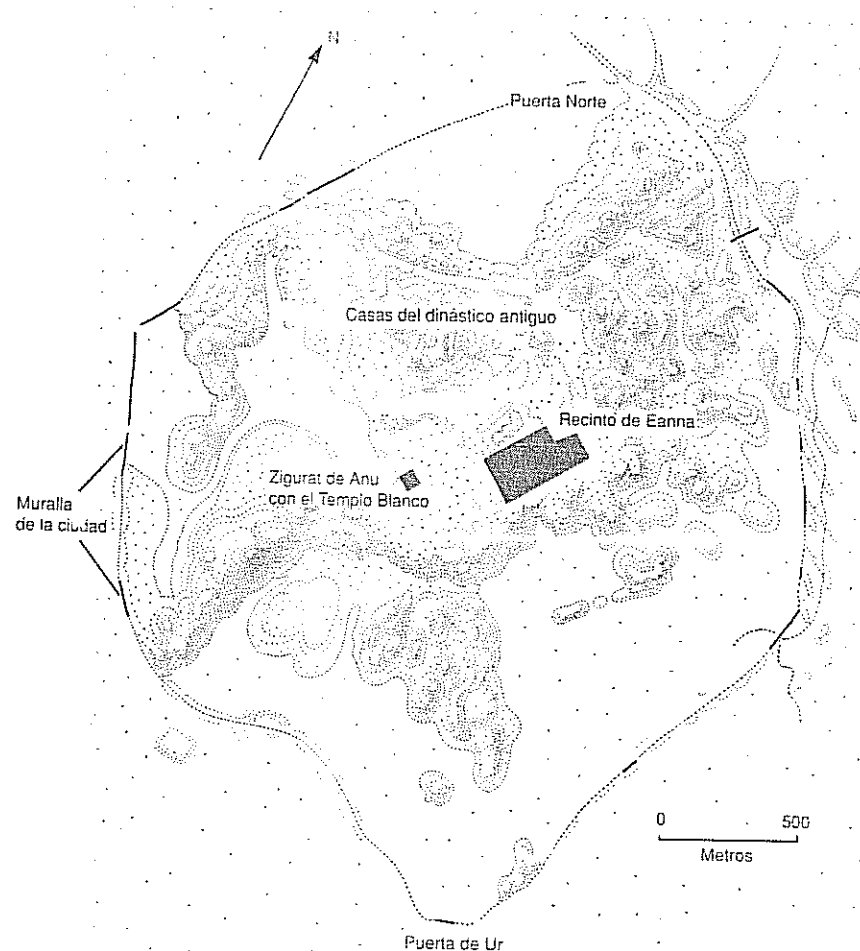 N
Puerta Norte
Casas del dinástico antiguo
Recinto de Eanna
Zigurat de Anu
con el Templo Blanco
Muralla
de la ciudad
0 500
Metros
Puerta de Ur